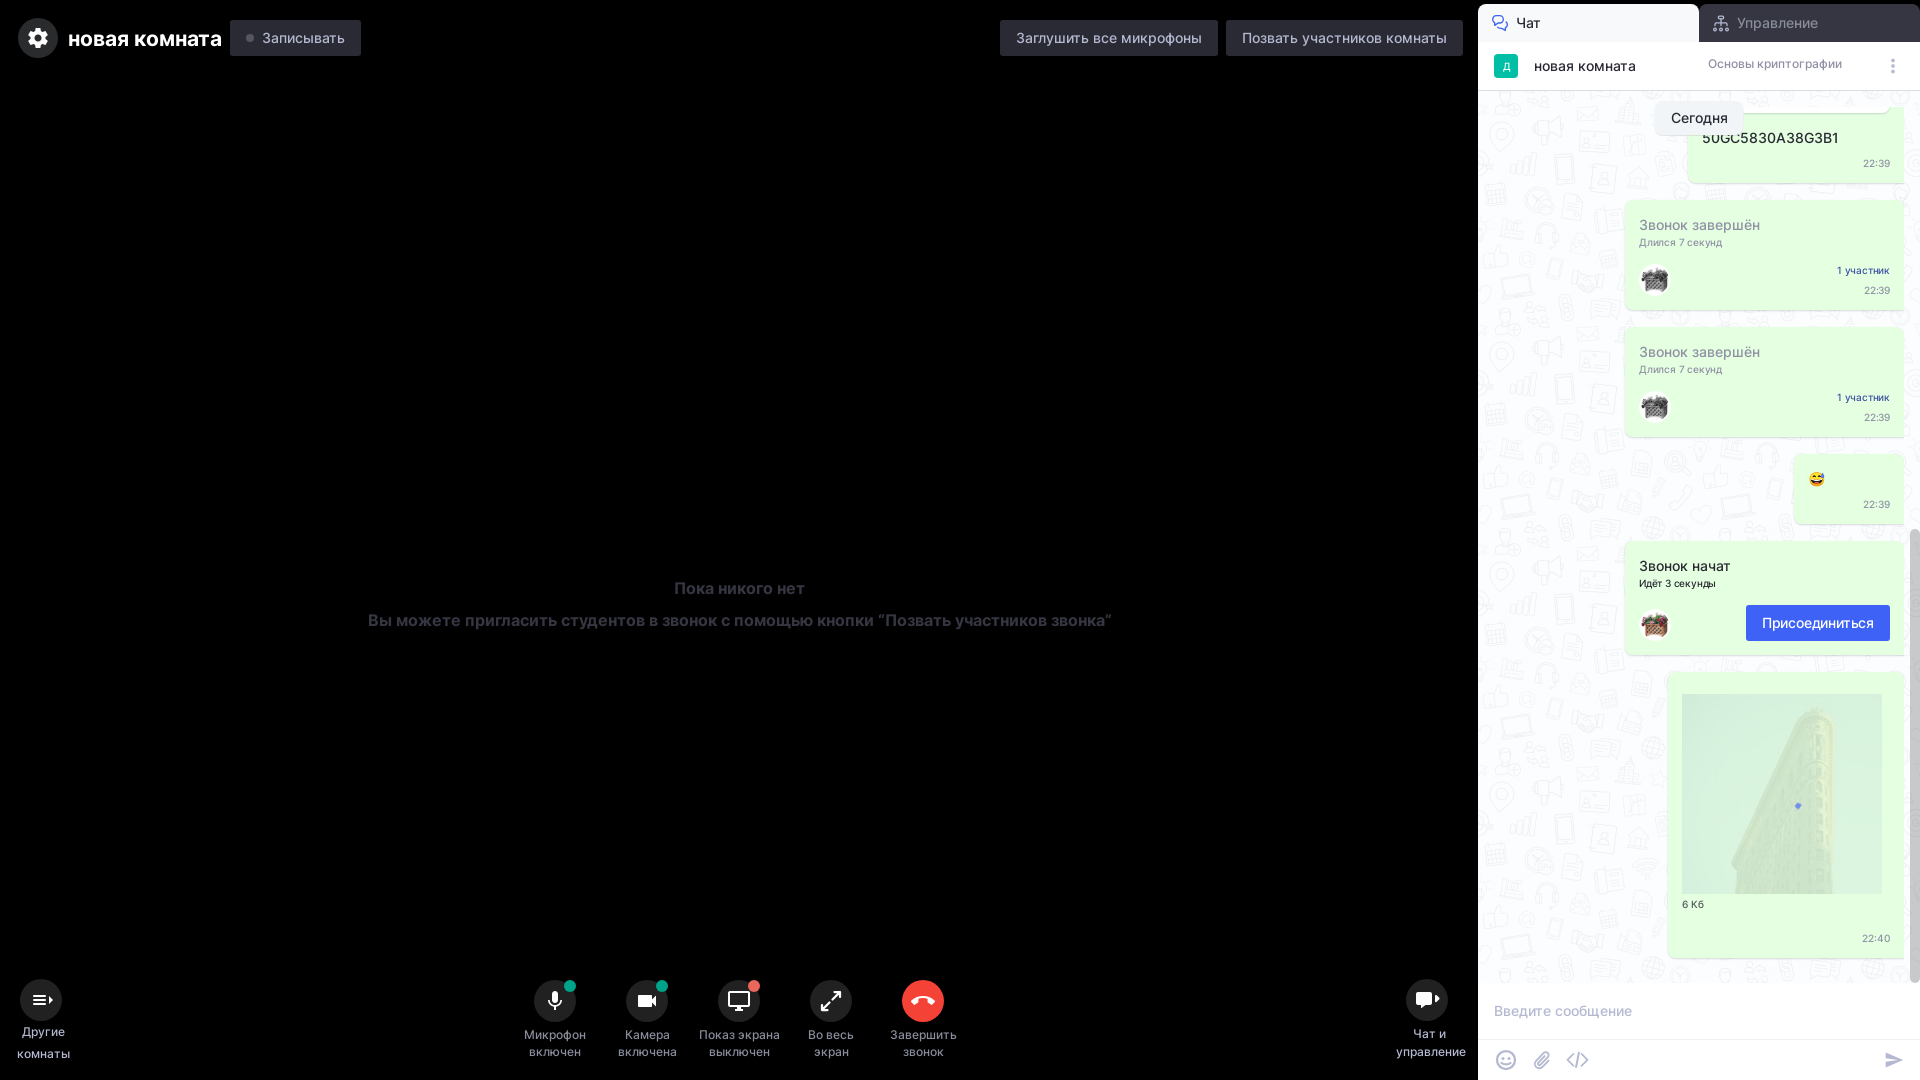 новая комната
Записывать
Заглушить все микрофоны
Позвать участников комнаты
Пока никого нет
Вы можете пригласить студентов в звонок с помощью кнопки “Позвать участников звонка”
Другие
комнаты
Микрофон
включен
Камера
включена
Показ экрана
выключен
Во весь
экран
Завершить
звонок
Чат и
управление
Чат
Управление
Д
новая комната
Основы криптографии
Сегодня
50GC5830A38G3B1
22:39
Звонок завершён
Длился 7 секунд
1 участник
22:39
Звонок завершён
Длился 7 секунд
1 участник
22:39
22:39
Звонок начат
Идёт 3 секунды
Присоединиться
6 Кб
22:40
Введите сообщение